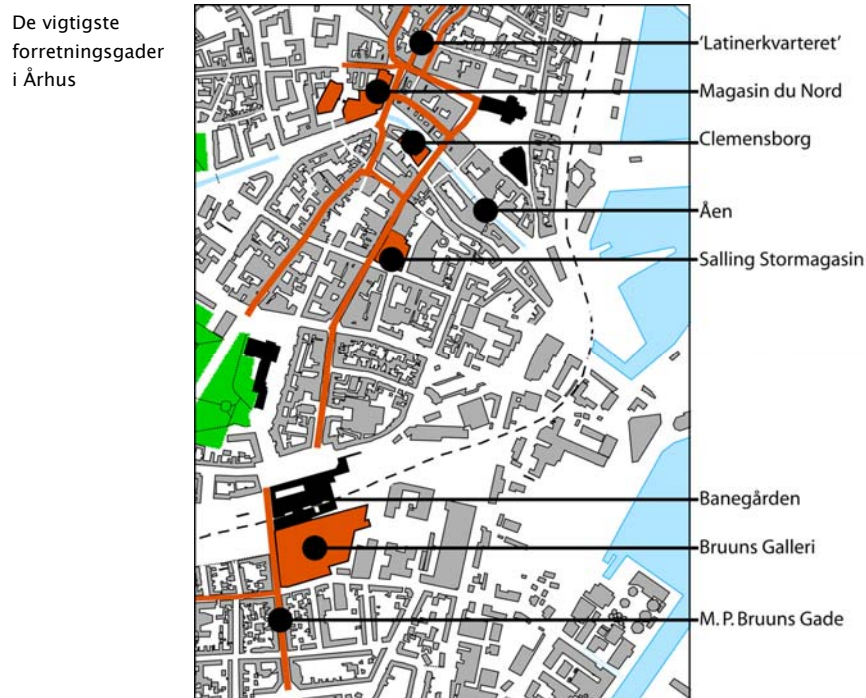 De vigtigste
forretningsgader
i Århus
'Latinerkvarteret'
Magasin du Nord
Clemensborg
Åen
Salling Stormagasin
Banegården
Bruuns Galleri
M. P. Bruuns Gade